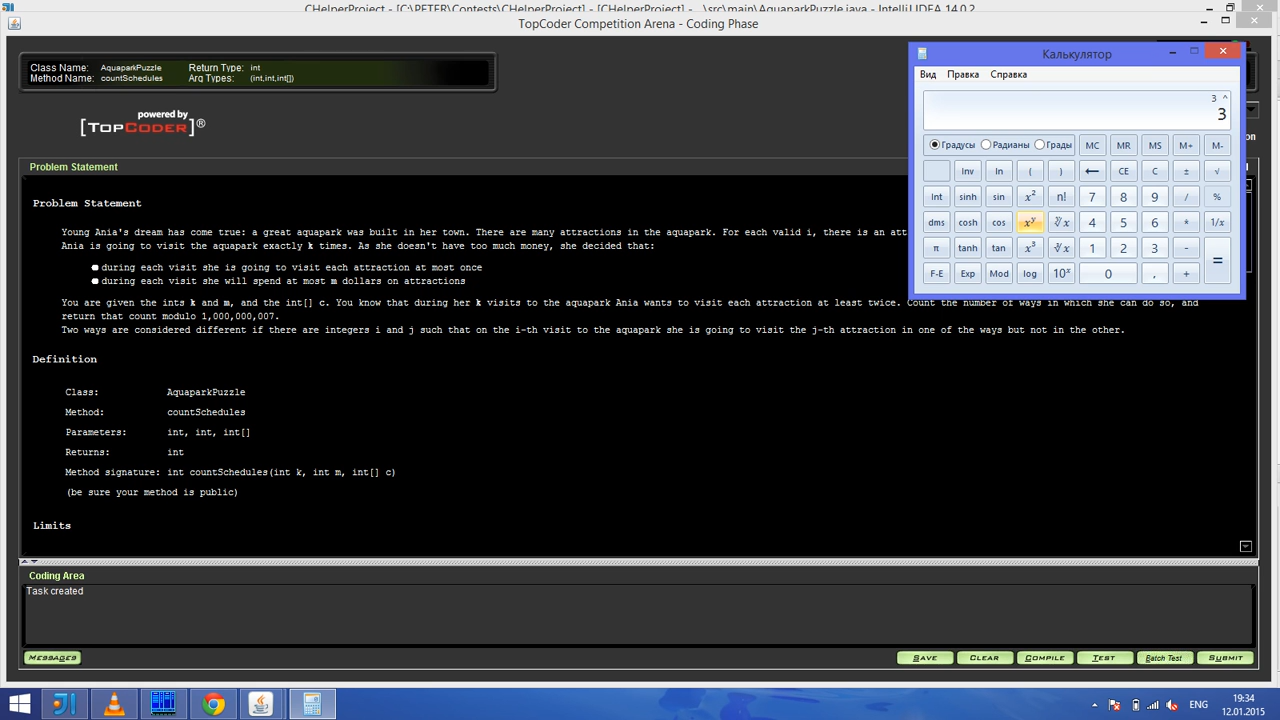 CHelperProject - [C:\PETER\Contests\CHelperProject] - [CHelperProject] - ...\src\main\AquaparkPuzzle.java - IntelliJ IDEA 14.0.2
TopCoder Competition Arena - Coding Phase
Class Name: AquaparkPuzzle Return Type: int
Method Name: countSchedules Arg Types: (int,int,int[])
powered by
[TOPCODER]®
Калькулятор
Вид Правка Справка
3 ^
3
Градусы Радианы Грады MC MR MS M+ M-
Inv ln ( ) ← CE C ± √
Int sinh sin x² n! 7 8 9 / %
dms cosh cos xʸ ʸ√x 4 5 6 * 1/x
π tanh tan x³ ³√x 1 2 3 - =
F-E Exp Mod log 10ˣ 0 , +
Problem Statement
Problem Statement
Young Ania's dream has come true: a great aquapark was built in her town. There are many attractions in the aquapark. For each valid i, there is an att
Ania is going to visit the aquapark exactly k times. As she doesn't have too much money, she decided that:
during each visit she is going to visit each attraction at most once
during each visit she will spend at most m dollars on attractions
You are given the ints k and m, and the int[] c. You know that during her k visits to the aquapark Ania wants to visit each attraction at least twice. Count the number of ways in which she can do so, and
return that count modulo 1,000,000,007.
Two ways are considered different if there are integers i and j such that on the i-th visit to the aquapark she is going to visit the j-th attraction in one of the ways but not in the other.
Definition
Class: AquaparkPuzzle
Method: countSchedules
Parameters: int, int, int[]
Returns: int
Method signature: int countSchedules(int k, int m, int[] c)
(be sure your method is public)
Limits
Coding Area
Task created
MESSAGES SAVE CLEAR COMPILE TEST Batch Test SUBMIT
ENG
19:34
12.01.2015